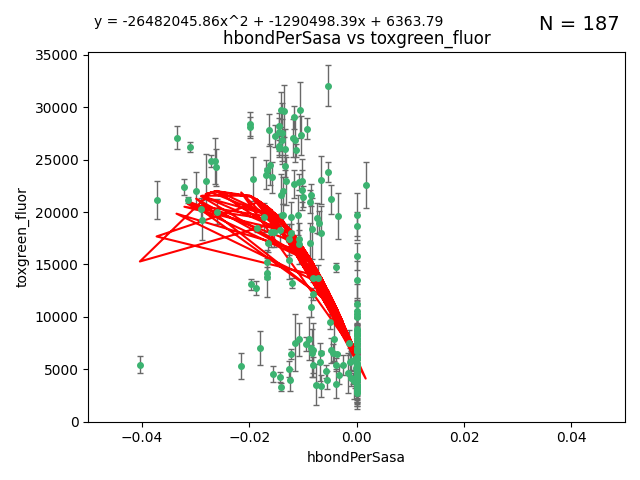 y = -26482045.86x^2 + -1290498.39x + 6363.79
N = 187
hbondPerSasa vs toxgreen_fluor
35000
30000
25000
20000
15000
10000
5000
0
toxgreen_fluor
−0.04
−0.02
0.00
0.02
0.04
hbondPerSasa